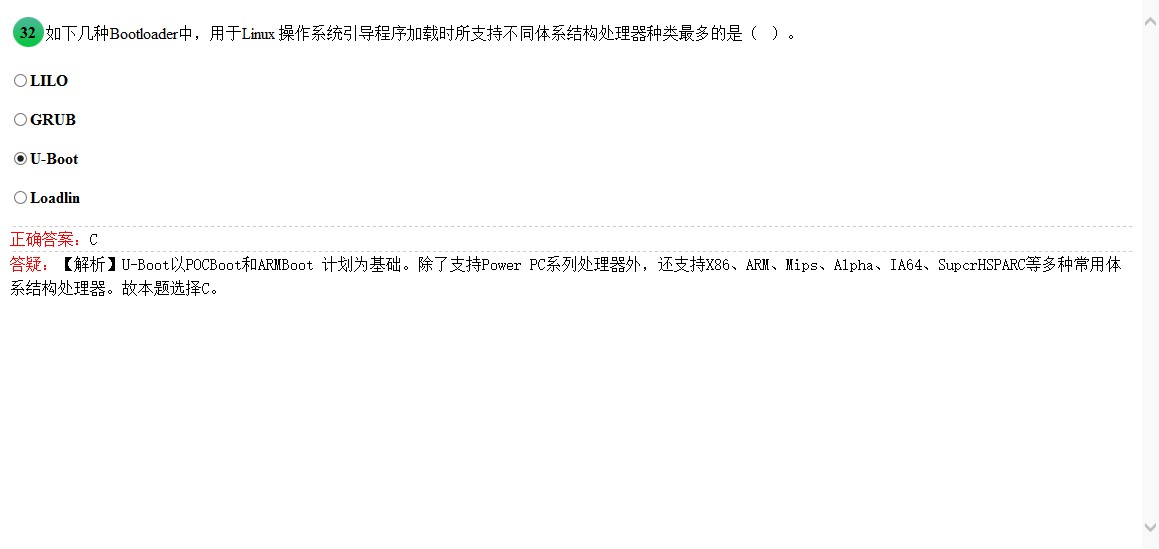 32 如下几种Bootloader中，用于Linux 操作系统引导程序加载时所支持不同体系结构处理器种类最多的是（ ）。
LILO
GRUB
U-Boot
Loadlin
正确答案：C
答疑：【解析】U-Boot以POCBoot和ARMBoot 计划为基础。除了支持Power PC系列处理器外，还支持X86、ARM、Mips、Alpha、IA64、SupcrHSPARC等多种常用体
系结构处理器。故本题选择C。